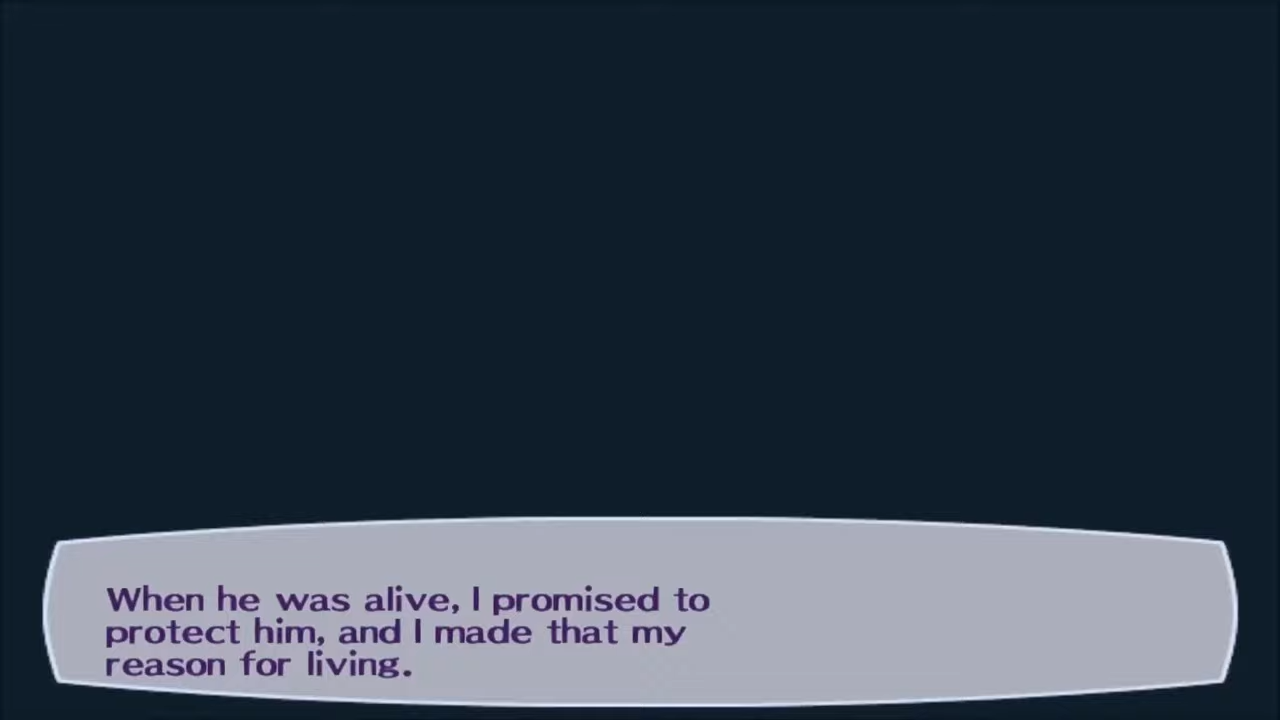 When he was alive, I promised to
protect him, and I made that my
reason for living.